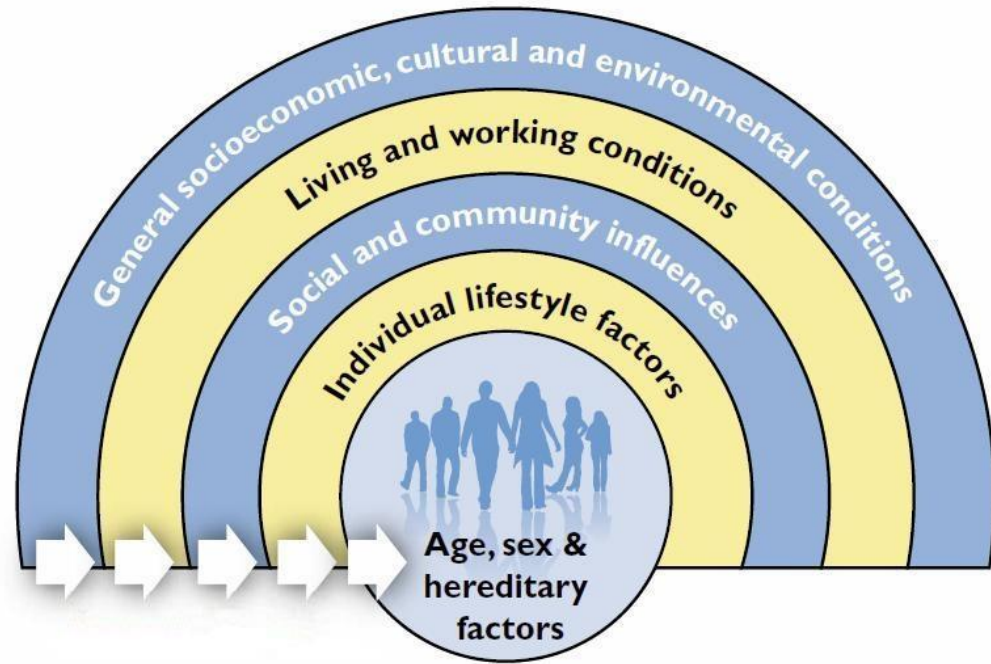 General socioeconomic, cultural and environmental conditions
Living and working conditions
Social and community influences
Individual lifestyle factors
Age, sex &
hereditary
factors